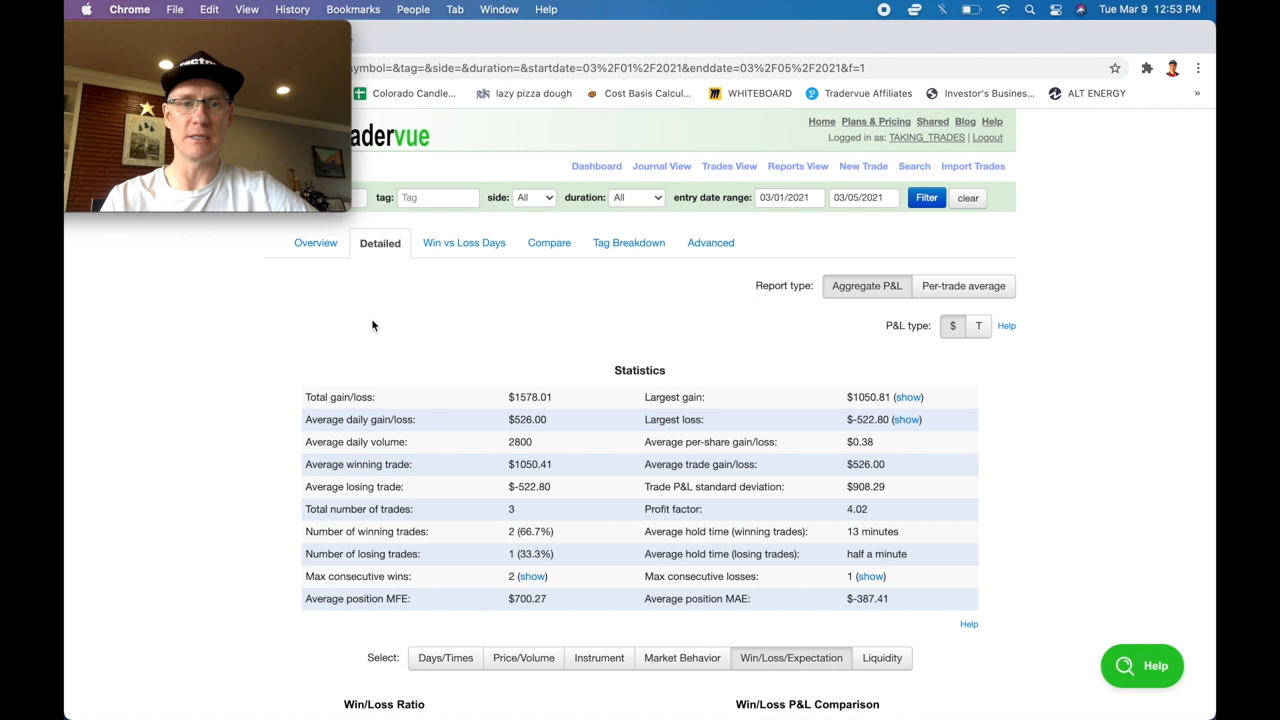 Chrome File Edit View History Bookmarks People Tab Window Help Tue Mar 9 12:53 PM
symbol=&tag=&side=&duration=&startdate=03%2F01%2F2021&enddate=03%2F05%2F2021&f=1
Colorado Candle... lazy pizza dough Cost Basis Calcul... WHITEBOARD Tradervue Affiliates Investor's Busines... ALT ENERGY »
Home Plans & Pricing Shared Blog Help
adervue
Logged in as: TAKING_TRADES | Logout
Dashboard Journal View Trades View Reports View New Trade Search Import Trades
tag: Tag side: All duration: All entry date range: 03/01/2021 03/05/2021 Filter clear
Overview Detailed Win vs Loss Days Compare Tag Breakdown Advanced
Report type: Aggregate P&L Per-trade average
P&L type: $ T Help
Statistics
Total gain/loss: $1578.01 Largest gain: $1050.81 (show)
Average daily gain/loss: $526.00 Largest loss: $-522.80 (show)
Average daily volume: 2800 Average per-share gain/loss: $0.38
Average winning trade: $1050.41 Average trade gain/loss: $526.00
Average losing trade: $-522.80 Trade P&L standard deviation: $908.29
Total number of trades: 3 Profit factor: 4.02
Number of winning trades: 2 (66.7%) Average hold time (winning trades): 13 minutes
Number of losing trades: 1 (33.3%) Average hold time (losing trades): half a minute
Max consecutive wins: 2 (show) Max consecutive losses: 1 (show)
Average position MFE: $700.27 Average position MAE: $-387.41
Help
Select: Days/Times Price/Volume Instrument Market Behavior Win/Loss/Expectation Liquidity
Help
Win/Loss Ratio Win/Loss P&L Comparison